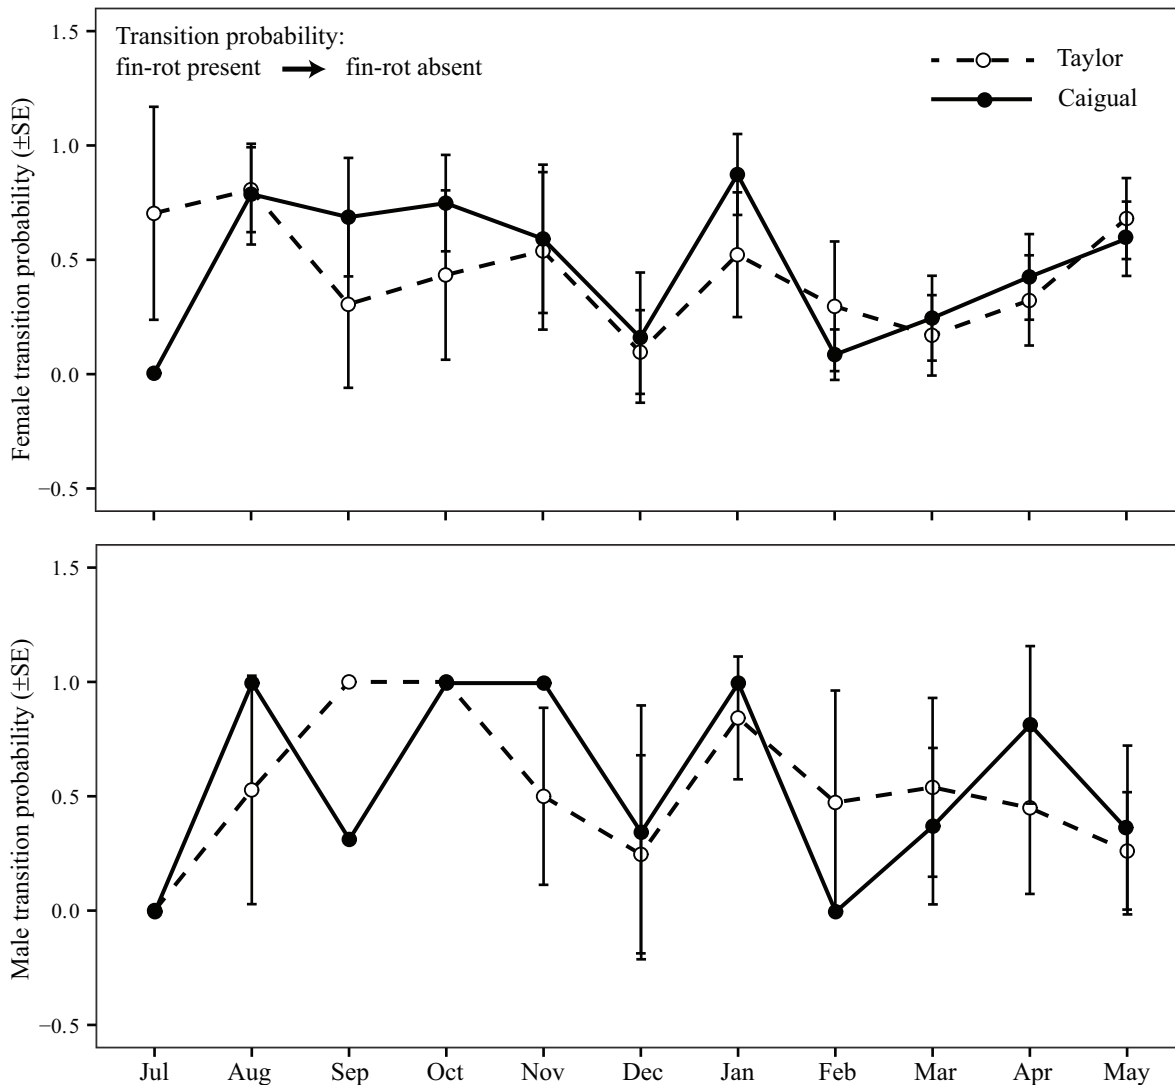 Transition probability:
fin-rot present fin-rot absent
Taylor
Caigual
Female transition probability (±SE)
1.5
1.0
0.5
0.0
−0.5
Male transition probability (±SE)
1.5
1.0
0.5
0.0
−0.5
Jul Aug Sep Oct Nov Dec Jan Feb Mar Apr May